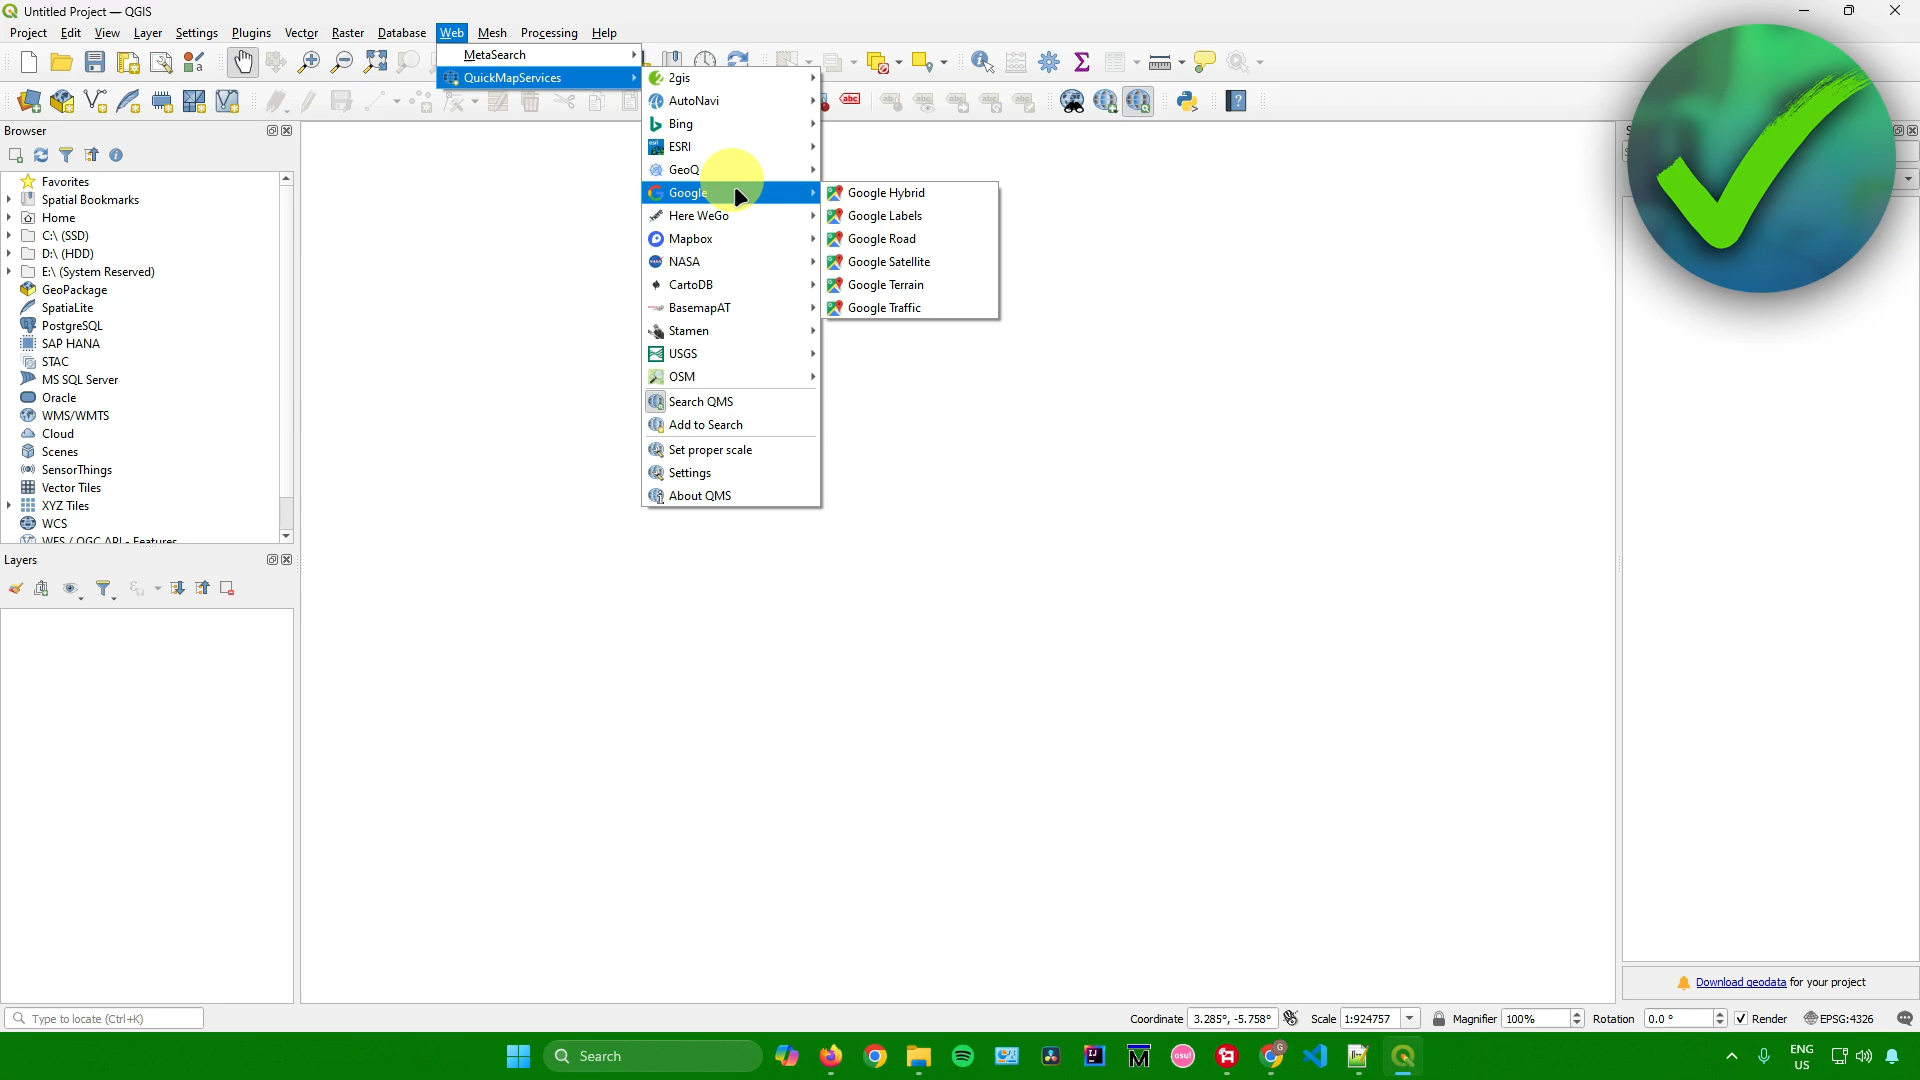 Untitled Project — QGIS
Project Edit View Layer Settings Plugins Vector Raster Database Web Mesh Processing Help
MetaSearch
QuickMapServices
2gis
AutoNavi
Bing
ESRI
GeoQ
Google
Here WeGo
Mapbox
NASA
CartoDB
BasemapAT
Stamen
USGS
OSM
Search QMS
Add to Search
Set proper scale
Settings
About QMS
Google Hybrid
Google Labels
Google Road
Google Satellite
Google Terrain
Google Traffic
Browser
Favorites
Spatial Bookmarks
Home
C:\ (SSD)
D:\ (HDD)
E:\ (System Reserved)
GeoPackage
SpatiaLite
PostgreSQL
SAP HANA
STAC
MS SQL Server
Oracle
WMS/WMTS
Cloud
Scenes
SensorThings
Vector Tiles
XYZ Tiles
WCS
WFS / OGC API - Features
Layers
Download geodata for your project
Type to locate (Ctrl+K)
Coordinate 3.285°, -5.758° Scale 1:924757 Magnifier 100% Rotation 0.0 ° Render EPSG:4326
Search
ENG
US